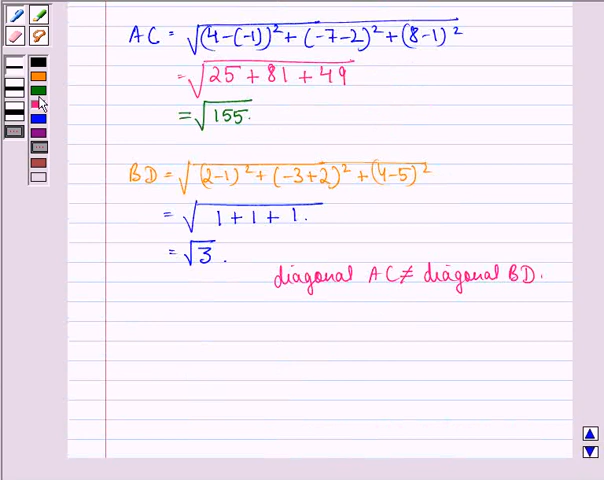 AC = √(4-(-1))² + (-7-2)² + (8-1)²
= √25 + 81 + 49
= √155.
BD = √(2-1)² + (-3+2)² + (4-5)²
= √1 + 1 + 1.
= √3.
diagonal AC ≠ diagonal BD.